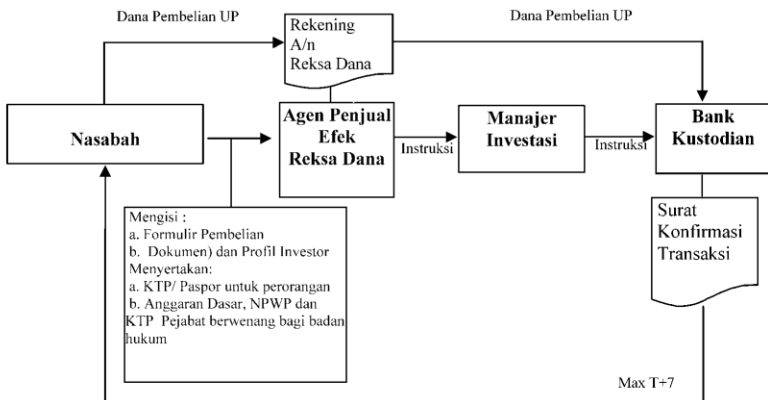 Dana Pembelian UP
Dana Pembelian UP
Rekening
A/n
Reksa Dana
Nasabah
Agen Penjual
Efek
Reksa Dana
Instruksi
Manajer
Investasi
Instruksi
Bank
Kustodian
Mengisi :
a. Formulir Pembelian
b. Dokumen) dan Profil Investor
Menyertakan:
a. KTP/ Paspor untuk perorangan
b. Anggaran Dasar, NPWP dan
KTP Pejabat berwenang bagi badan
hukum
Surat
Konfirmasi
Transaksi
Max T+7